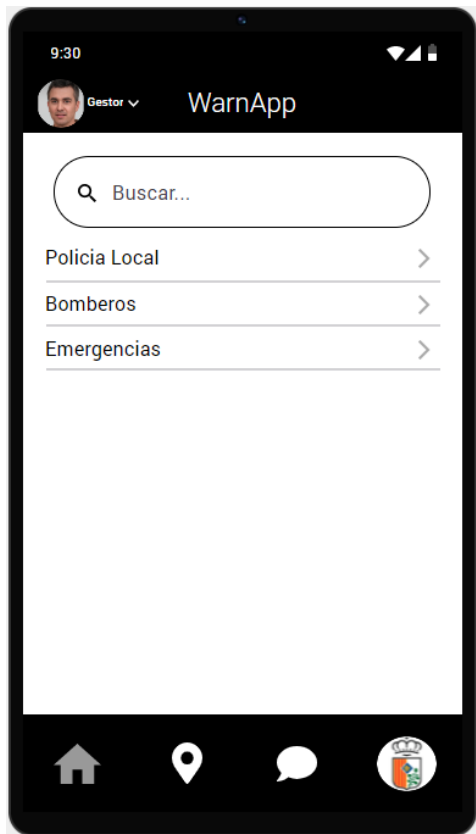 9:30
Gestor
WarnApp
Buscar...
Policia Local
Bomberos
Emergencias